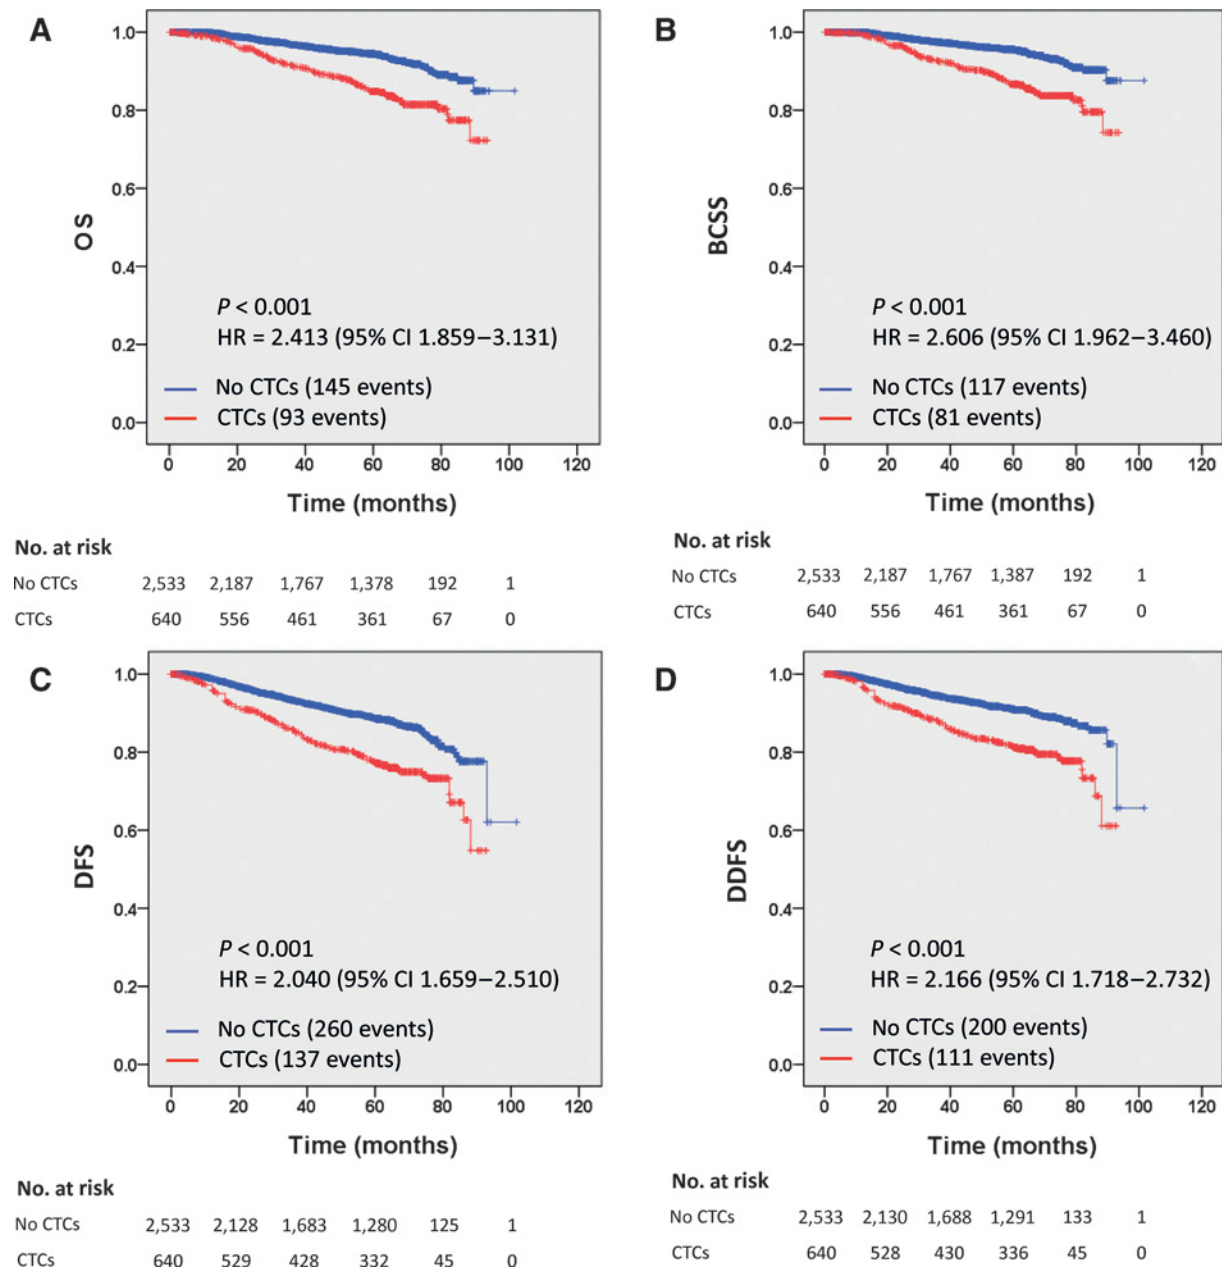 A
1.0
0.8
0.6
0.4
0.2
0.0
OS
P < 0.001
HR = 2.413 (95% CI 1.859–3.131)
No CTCs (145 events)
CTCs (93 events)
0 20 40 60 80 100 120
Time (months)
No. at risk
No CTCs 2,533 2,187 1,767 1,378 192 1
CTCs 640 556 461 361 67 0
B
1.0
0.8
0.6
0.4
0.2
0.0
BCSS
P < 0.001
HR = 2.606 (95% CI 1.962–3.460)
No CTCs (117 events)
CTCs (81 events)
0 20 40 60 80 100 120
Time (months)
No. at risk
No CTCs 2,533 2,187 1,767 1,387 192 1
CTCs 640 556 461 361 67 0
C
1.0
0.8
0.6
0.4
0.2
0.0
DFS
P < 0.001
HR = 2.040 (95% CI 1.659–2.510)
No CTCs (260 events)
CTCs (137 events)
0 20 40 60 80 100 120
Time (months)
No. at risk
No CTCs 2,533 2,128 1,683 1,280 125 1
CTCs 640 529 428 332 45 0
D
1.0
0.8
0.6
0.4
0.2
0.0
DDFS
P < 0.001
HR = 2.166 (95% CI 1.718–2.732)
No CTCs (200 events)
CTCs (111 events)
0 20 40 60 80 100 120
Time (months)
No. at risk
No CTCs 2,533 2,130 1,688 1,291 133 1
CTCs 640 528 430 336 45 0